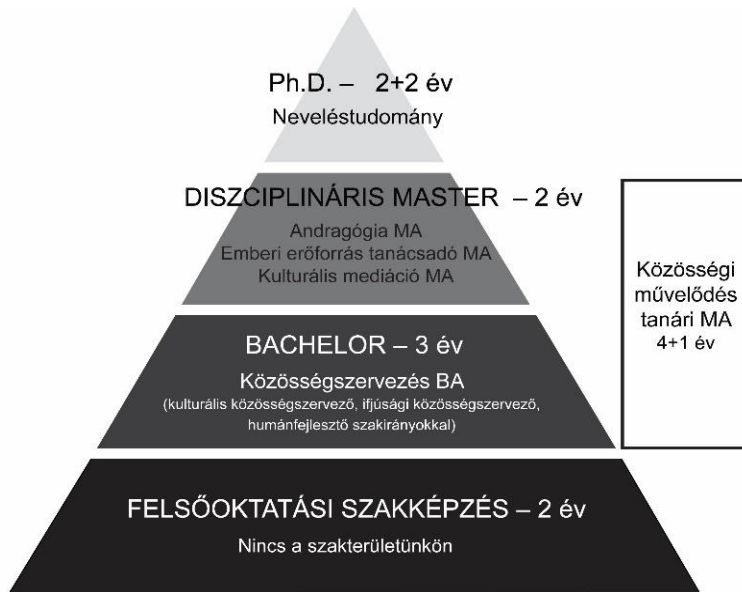 Ph.D. – 2+2 év
Neveléstudomány
DISZCIPLINÁRIS MASTER – 2 év
Andragógia MA
Emberi erőforrás tanácsadó MA
Kulturális mediáció MA
BACHELOR – 3 év
Közösségszervezés BA
(kulturális közösségszervező, ifjúsági közösségszervező,
humánfejlesztő szakirányokkal)
FELSŐOKTATÁSI SZAKKÉPZÉS – 2 év
Nincs a szakterületünkön
Közösségi
művelődés
tanári MA
4+1 év